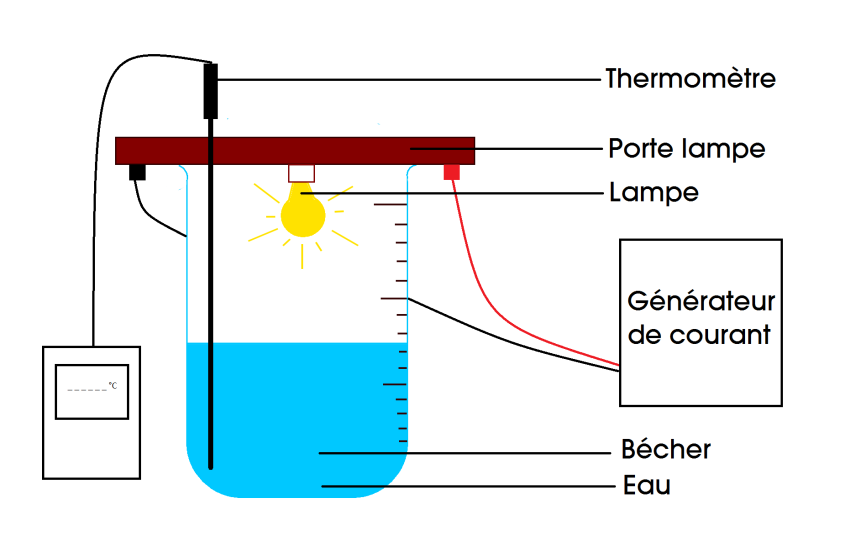 Thermomètre
Porte lampe
Lampe
Générateur
de courant
------ °C
Bécher
Eau